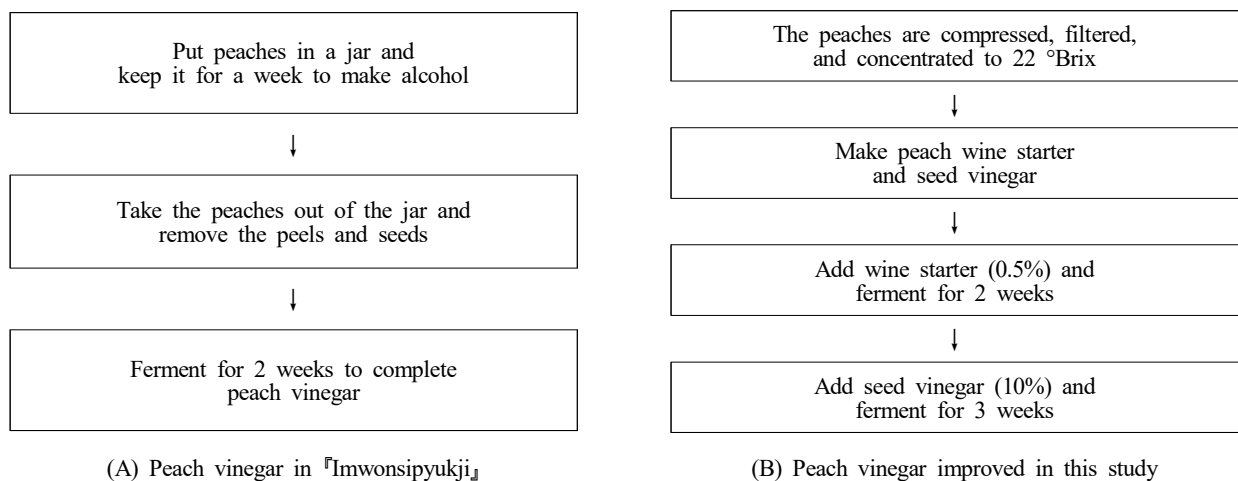 Put peaches in a jar and
keep it for a week to make alcohol
↓
Take the peaches out of the jar and
remove the peels and seeds
↓
Ferment for 2 weeks to complete
peach vinegar
(A) Peach vinegar in『Imwonsipyukji』
The peaches are compressed, filtered,
and concentrated to 22 °Brix
↓
Make peach wine starter
and seed vinegar
↓
Add wine starter (0.5%) and
ferment for 2 weeks
↓
Add seed vinegar (10%) and
ferment for 3 weeks
(B) Peach vinegar improved in this study